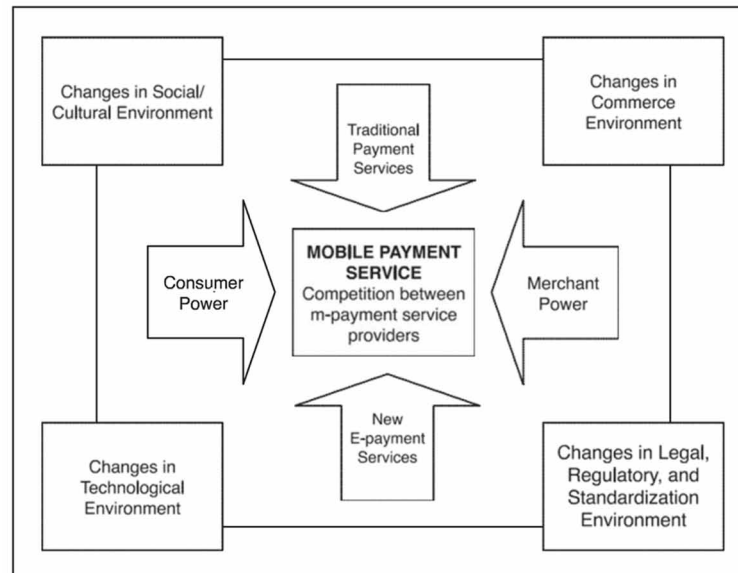 Changes in Social/
Cultural Environment
Changes in
Commerce
Environment
Traditional
Payment
Services
Consumer
Power
MOBILE PAYMENT
SERVICE
Competition between
m-payment service
providers
Merchant
Power
New
E-payment
Services
Changes in
Technological
Environment
Changes in Legal,
Regulatory, and
Standardization
Environment